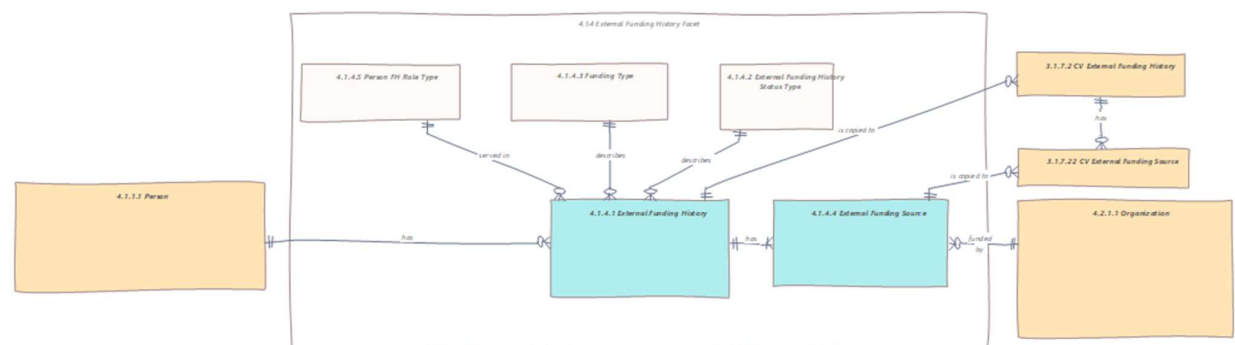 4.1.4 External Funding History Facet
4.1.4.5 Person FH Role Type
4.1.4.3 Funding Type
4.1.4.2 External Funding History
Status Type
3.1.7.2 CV External Funding History
is copied to
has
served in
describes
describes
3.1.7.22 CV External Funding Source
is copied to
4.1.1.1 Person
4.1.4.1 External Funding History
4.1.4.4 External Funding Source
4.2.1.1 Organization
has
has
funded
by